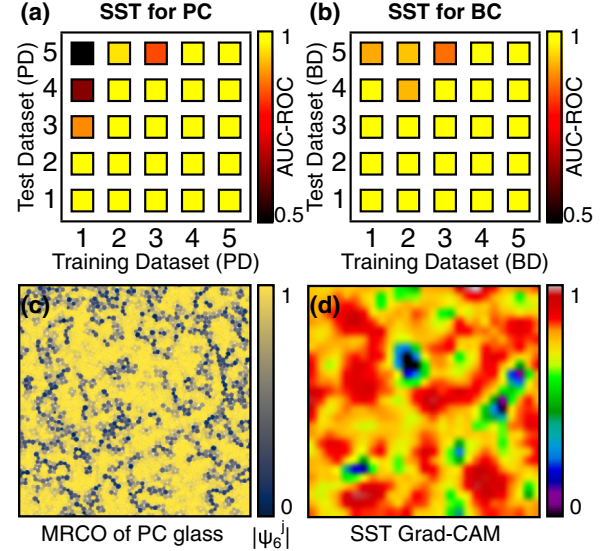 (a) SST for PC
Test Dataset (PD)
5
4
3
2
1
1 2 3 4 5
Training Dataset (PD)
1
AUC-ROC
0.5
(b) SST for BC
Test Dataset (BD)
5
4
3
2
1
1 2 3 4 5
Training Dataset (BD)
1
AUC-ROC
0.5
(c)
1
0
MRCO of PC glass |ψ₆ʲ|
(d)
1
0
SST Grad-CAM